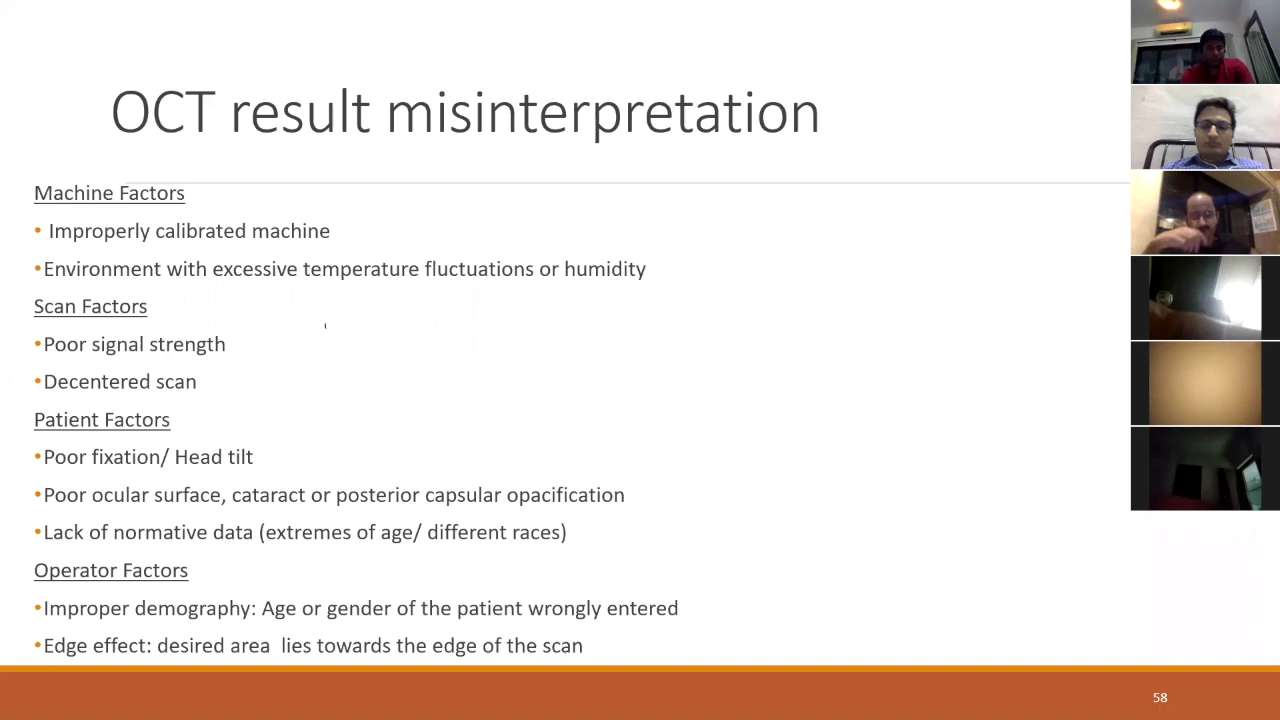 OCT result misinterpretation
Machine Factors
• Improperly calibrated machine
•Environment with excessive temperature fluctuations or humidity
Scan Factors
•Poor signal strength
•Decentered scan
Patient Factors
•Poor fixation/ Head tilt
•Poor ocular surface, cataract or posterior capsular opacification
•Lack of normative data (extremes of age/ different races)
Operator Factors
•Improper demography: Age or gender of the patient wrongly entered
•Edge effect: desired area  lies towards the edge of the scan
58